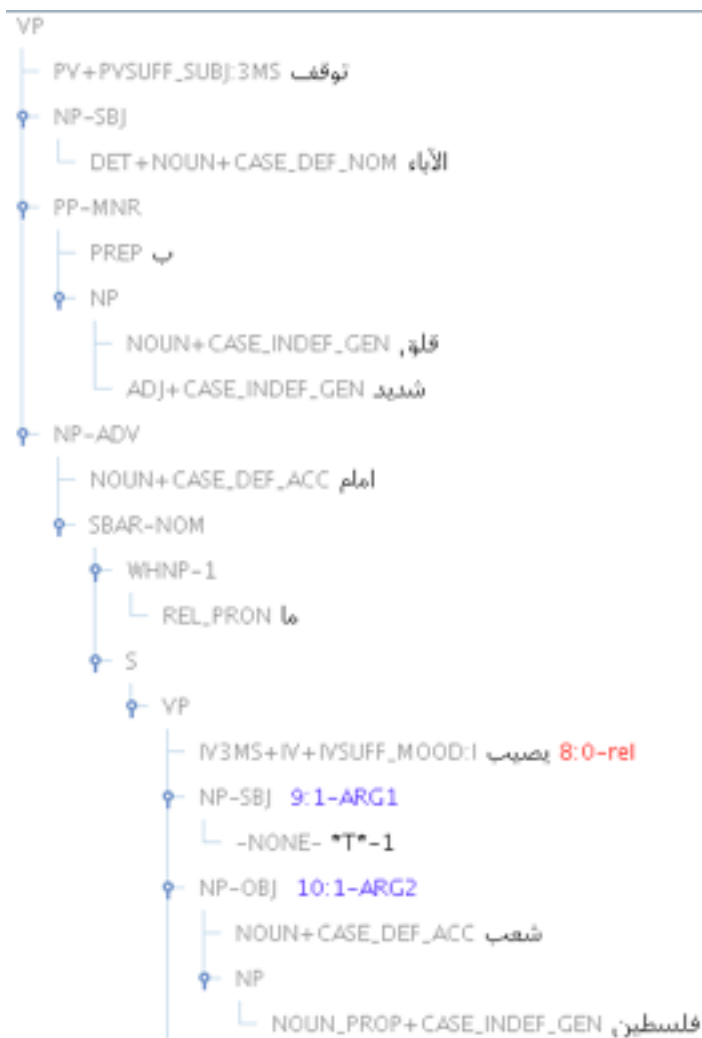 VP
PV+PVSUFF_SUBJ:3MS توقف
NP-SBJ
DET+NOUN+CASE_DEF_NOM الآباء
PP-MNR
PREP ب
NP
NOUN+CASE_INDEF_GEN قلق
ADJ+CASE_INDEF_GEN شديد
NP-ADV
NOUN+CASE_DEF_ACC امام
SBAR-NOM
WHNP-1
REL_PRON ما
S
VP
IV3MS+IV+IVSUFF_MOOD:I يصيب 8:0-rel
NP-SBJ 9:1-ARG1
-NONE- *T*-1
NP-OBJ 10:1-ARG2
NOUN+CASE_DEF_ACC شعب
NP
NOUN_PROP+CASE_INDEF_GEN فلسطين